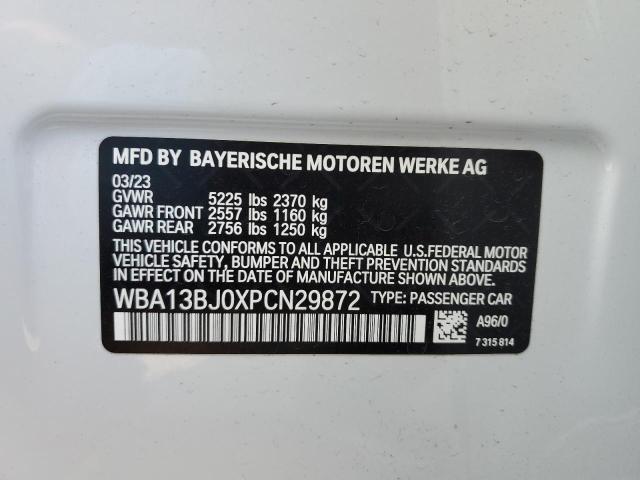 MFD BY BAYERISCHE MOTOREN WERKE AG
03/23
GVWR 5225 lbs 2370 kg
GAWR FRONT 2557 lbs 1160 kg
GAWR REAR 2756 lbs 1250 kg
THIS VEHICLE CONFORMS TO ALL APPLICABLE U.S.FEDERAL MOTOR
VEHICLE SAFETY, BUMPER AND THEFT PREVENTION STANDARDS
IN EFFECT ON THE DATE OF MANUFACTURE SHOWN ABOVE.
WBA13BJ0XPCN29872 TYPE: PASSENGER CAR
A96/0
7 315 814